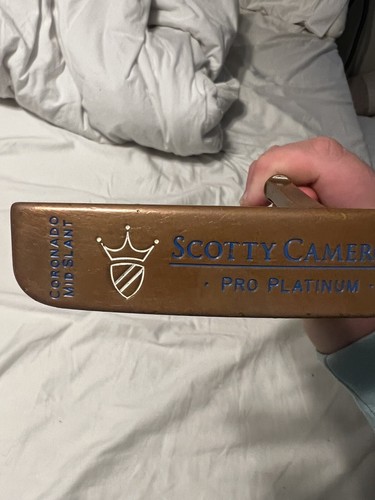 CORONADO
MID SLANT
SCOTTY CAMER
· PRO PLATINUM ·